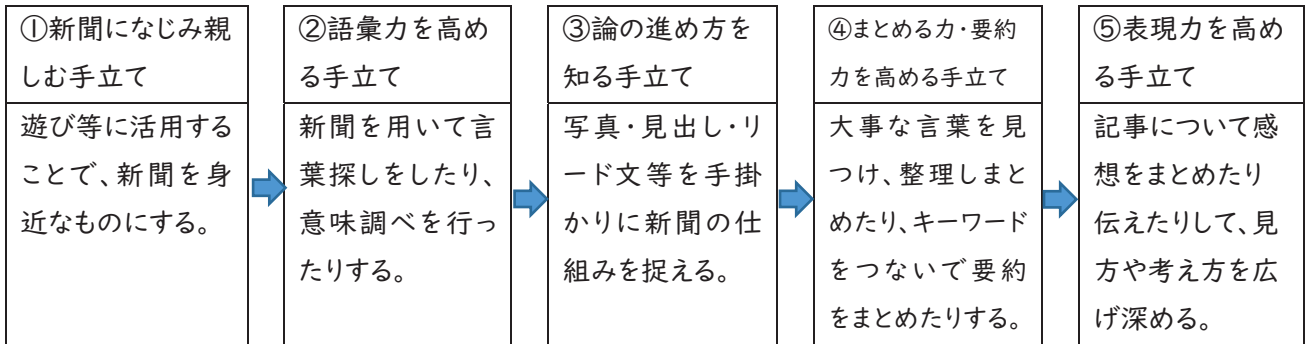 ①新聞になじみ親
しむ手立て
遊び等に活用する
ことで、新聞を身
近なものにする。
②語彙力を高め
る手立て
新聞を用いて言
葉探しをしたり、
意味調べを行っ
たりする。
③論の進め方を
知る手立て
写真・見出し・リ
ード文等を手掛
かりに新聞の仕
組みを捉える。
④まとめる力・要約
力を高める手立て
大事な言葉を見
つけ、整理しまと
めたり、キーワード
をつないで要約
をまとめたりする。
⑤表現力を高め
る手立て
記事について感
想をまとめたり
伝えたりして、見
方や考え方を広
げ深める。